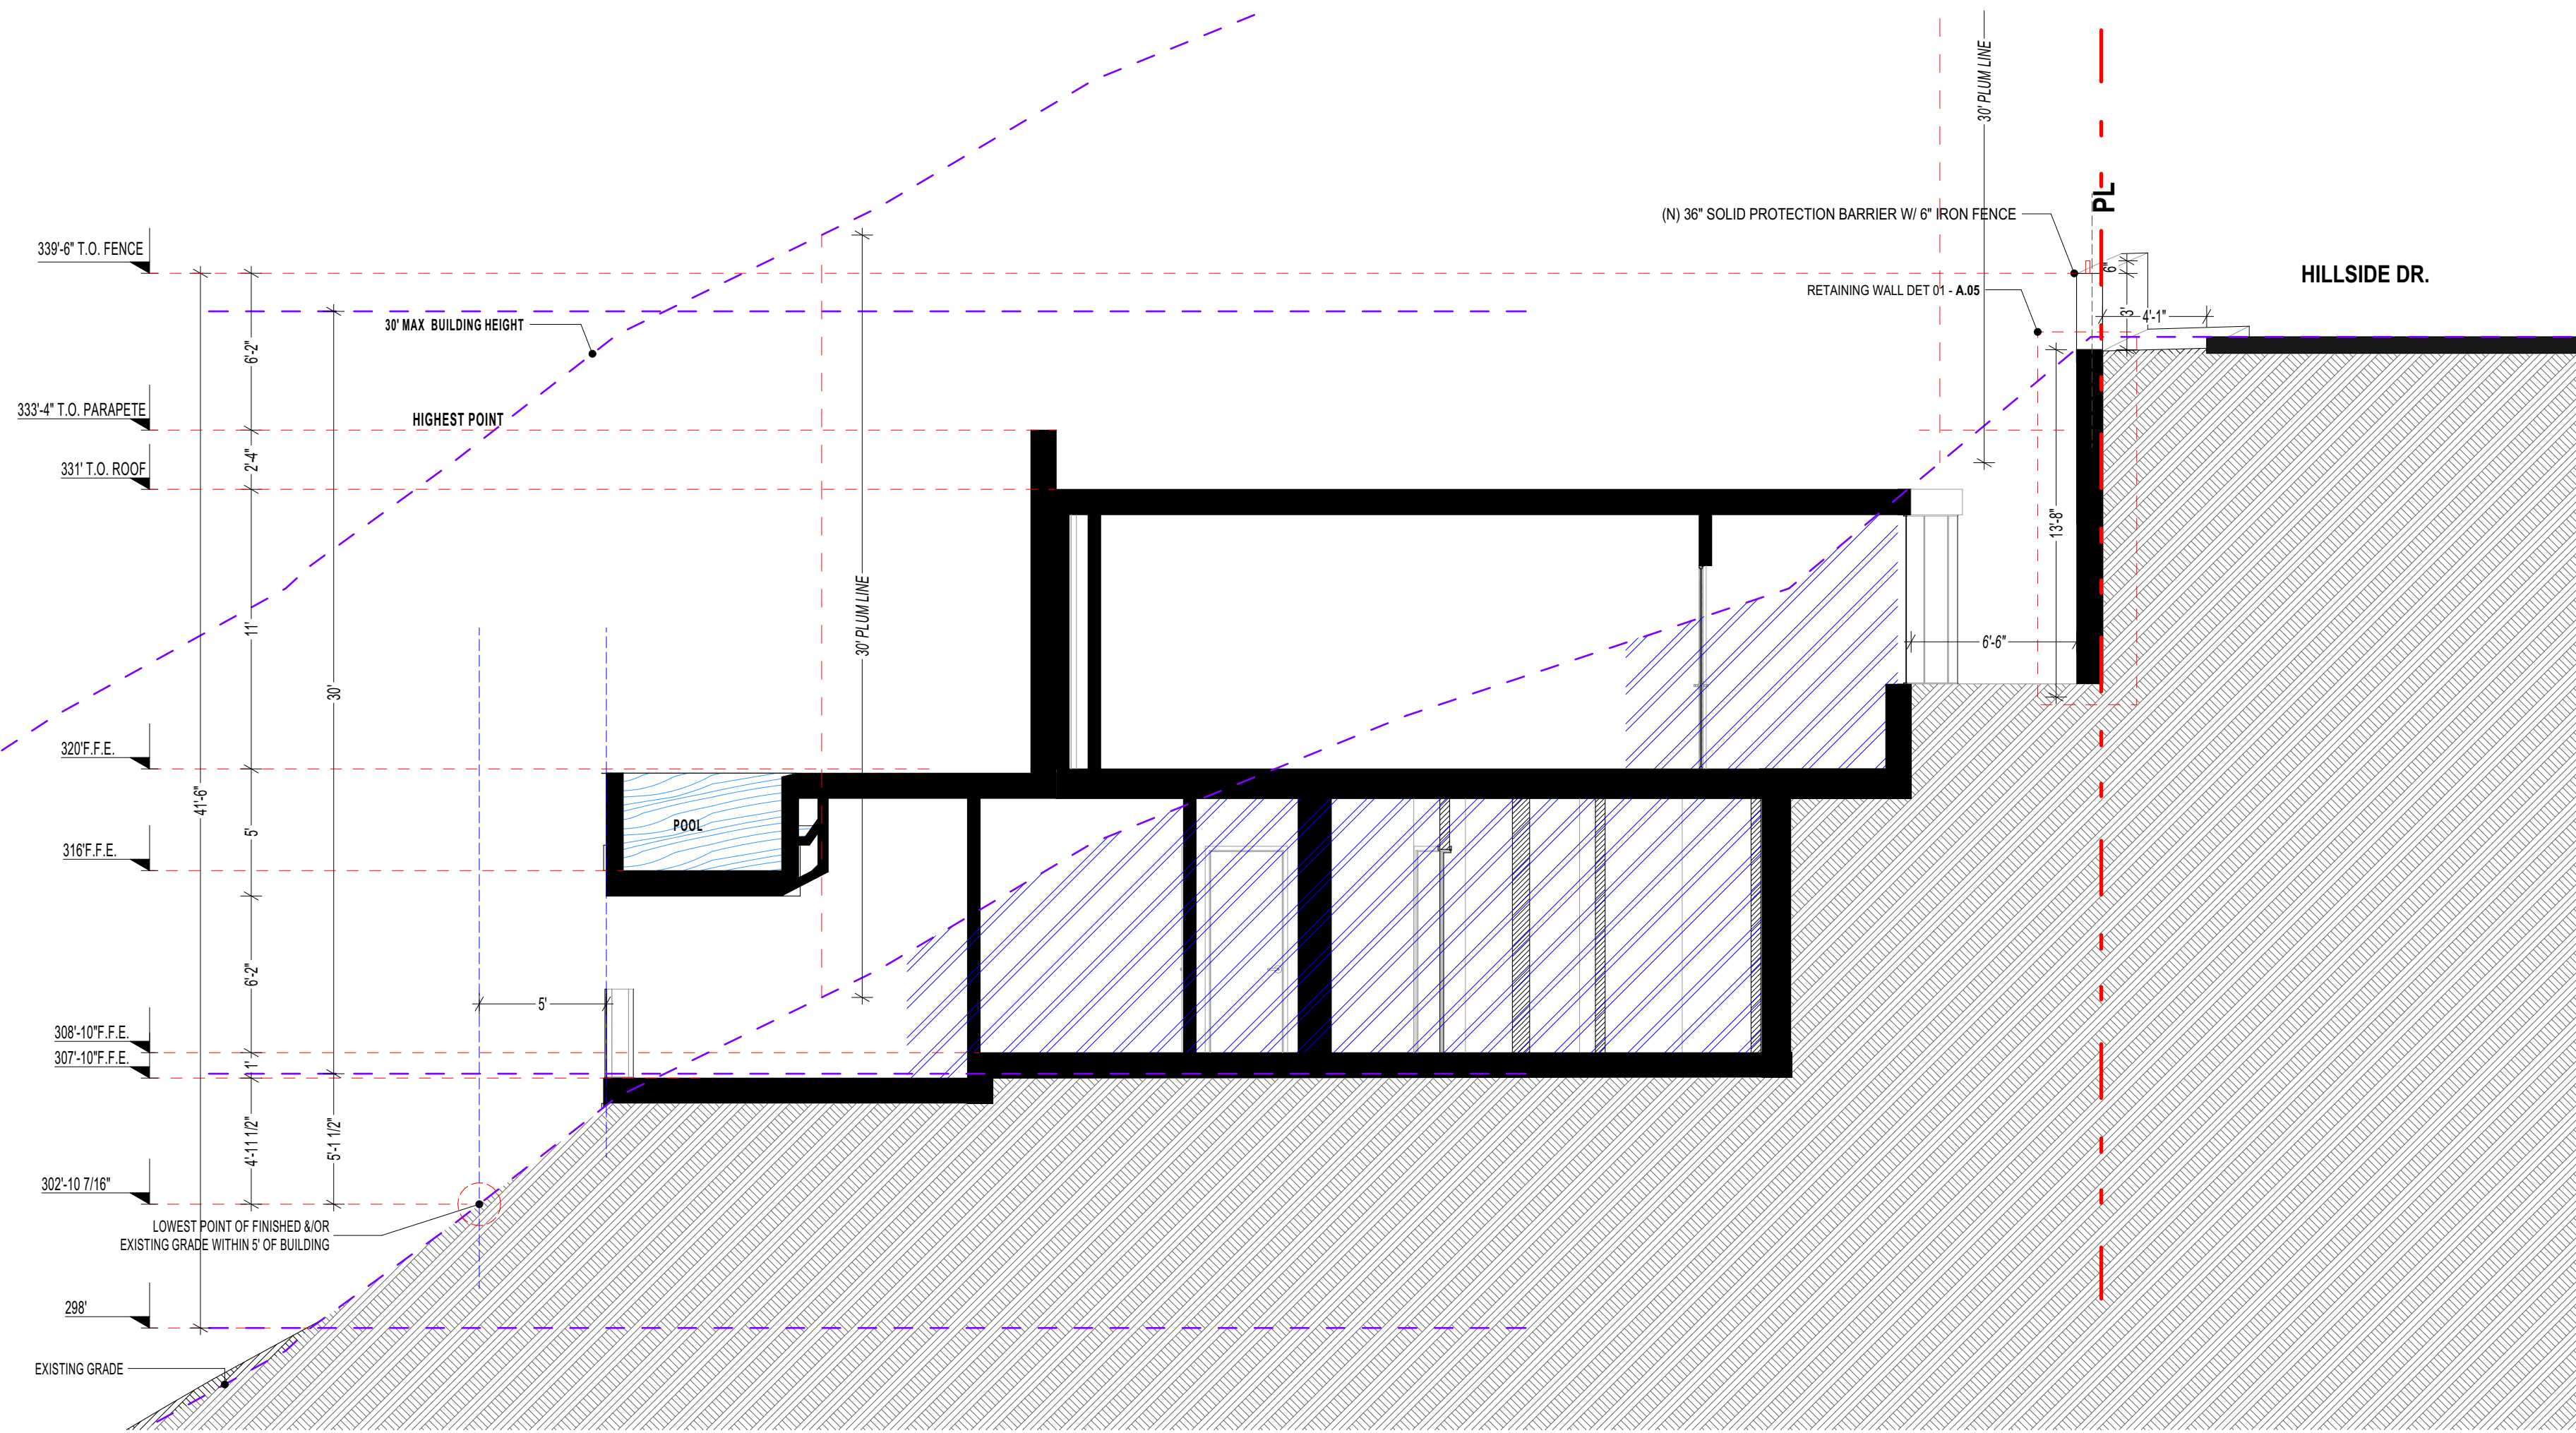 30' PLUM LINE
PL
(N) 36" SOLID PROTECTION BARRIER W/ 6" IRON FENCE
339'-6" T.O. FENCE
6"
HILLSIDE DR.
RETAINING WALL DET 01 - A.05
3'
4'-1"
30' MAX  BUILDING HEIGHT
6'-2"
333'-4" T.O. PARAPETE
HIGHEST POINT
331' T.O. ROOF
2'-4"
13'-8"
11'
30' PLUM LINE
6'-6"
30'
320'F.F.E.
41'-6"
POOL
5'
316'F.F.E.
6'-2"
5'
308'-10"F.F.E.
307'-10"F.F.E.
1'
4'-11 1/2"
5'-1 1/2"
302'-10 7/16"
LOWEST POINT OF FINISHED &/OR
EXISTING GRADE WITHIN 5' OF BUILDING
298'
EXISTING GRADE